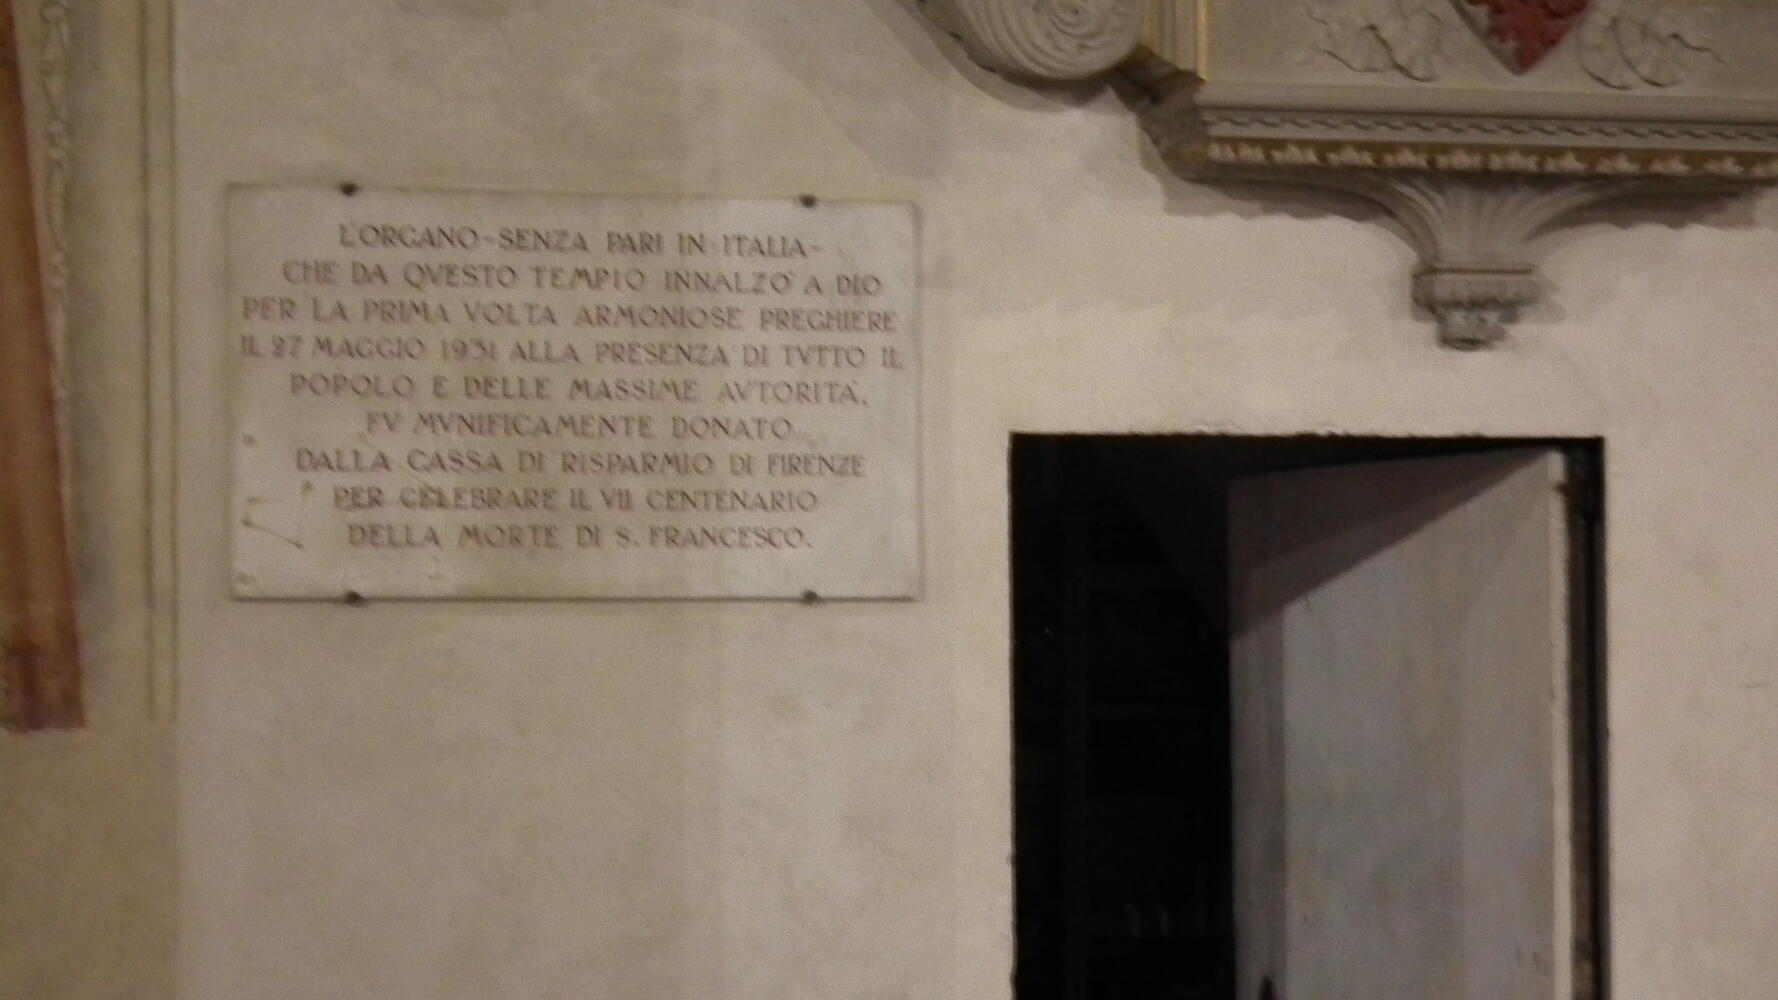 L'ORGANO-SENZA PARI IN ITALIA-
CHE DA QVESTO TEMPIO INNALZO' A DIO
PER LA PRIMA VOLTA ARMONIOSE PREGHIERE
IL 27 MAGGIO 1931 ALLA PRESENZA DI TVTTO IL
POPOLO E DELLE MASSIME AVTORITA',
FV MVNIFICAMENTE DONATO
DALLA CASSA DI RISPARMIO DI FIRENZE
PER CELEBRARE IL VII CENTENARIO
DELLA MORTE DI S. FRANCESCO.